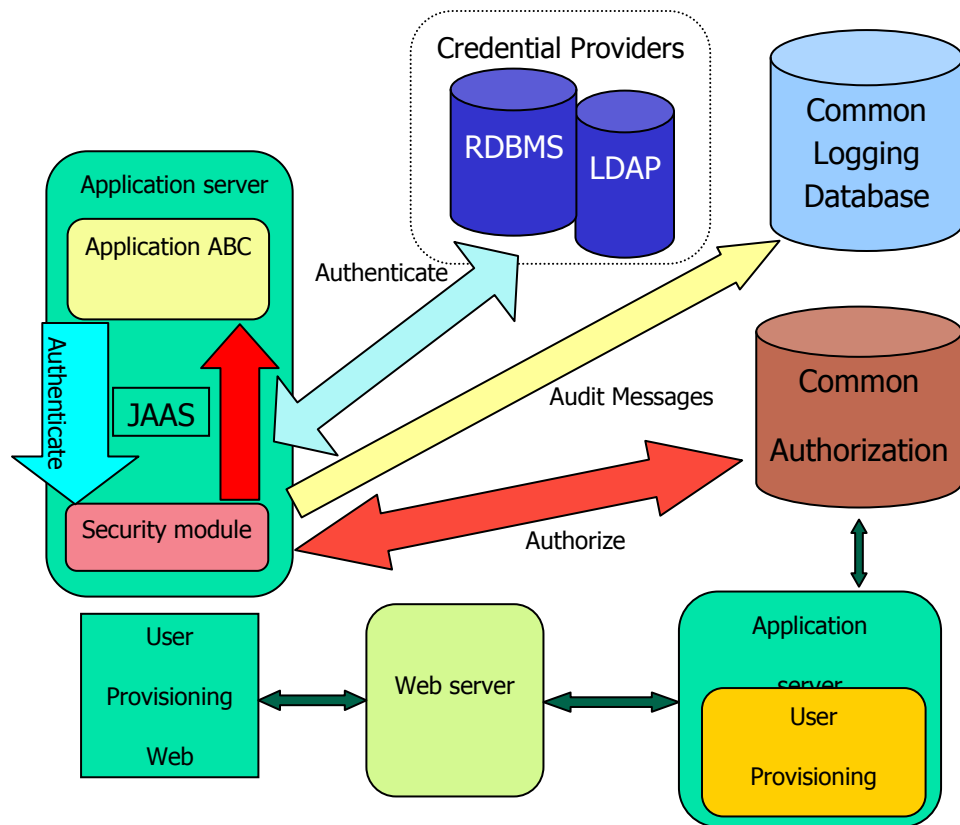 Credential Providers
RDBMS
LDAP
Common
Logging
Database
Application server
Application ABC
Authenticate
Authenticate
JAAS
Security module
Audit Messages
Authorize
Common
Authorization
User
Provisioning
Web
Web server
Application
server
User
Provisioning